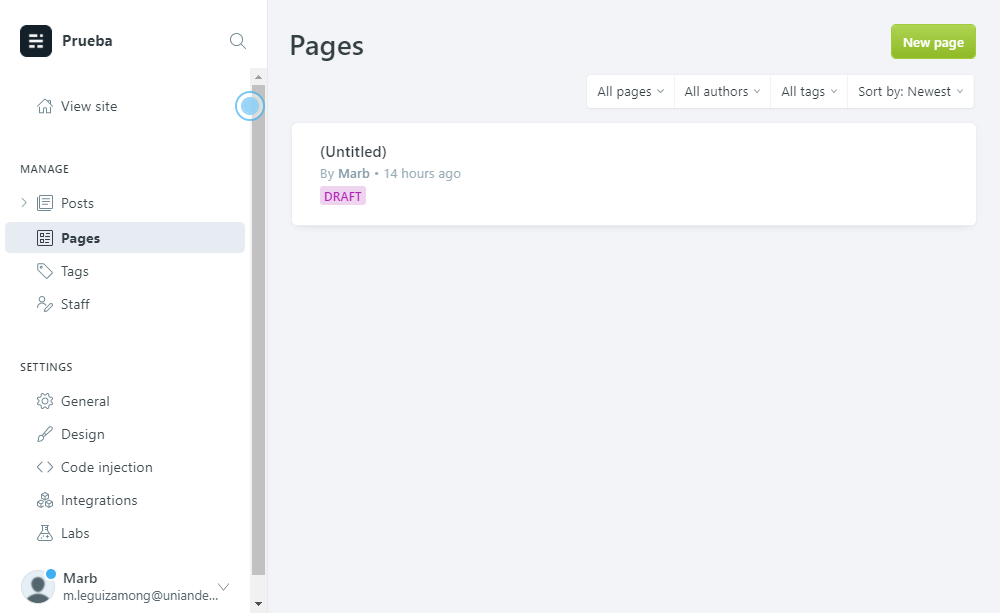 Prueba
View site
MANAGE
Posts
Pages
Tags
Staff
SETTINGS
General
Design
Code injection
Integrations
Labs
Marb
m.leguizamong@uniande...
Pages
New page
All pages
All authors
All tags
Sort by: Newest
(Untitled)
By Marb • 14 hours ago
DRAFT